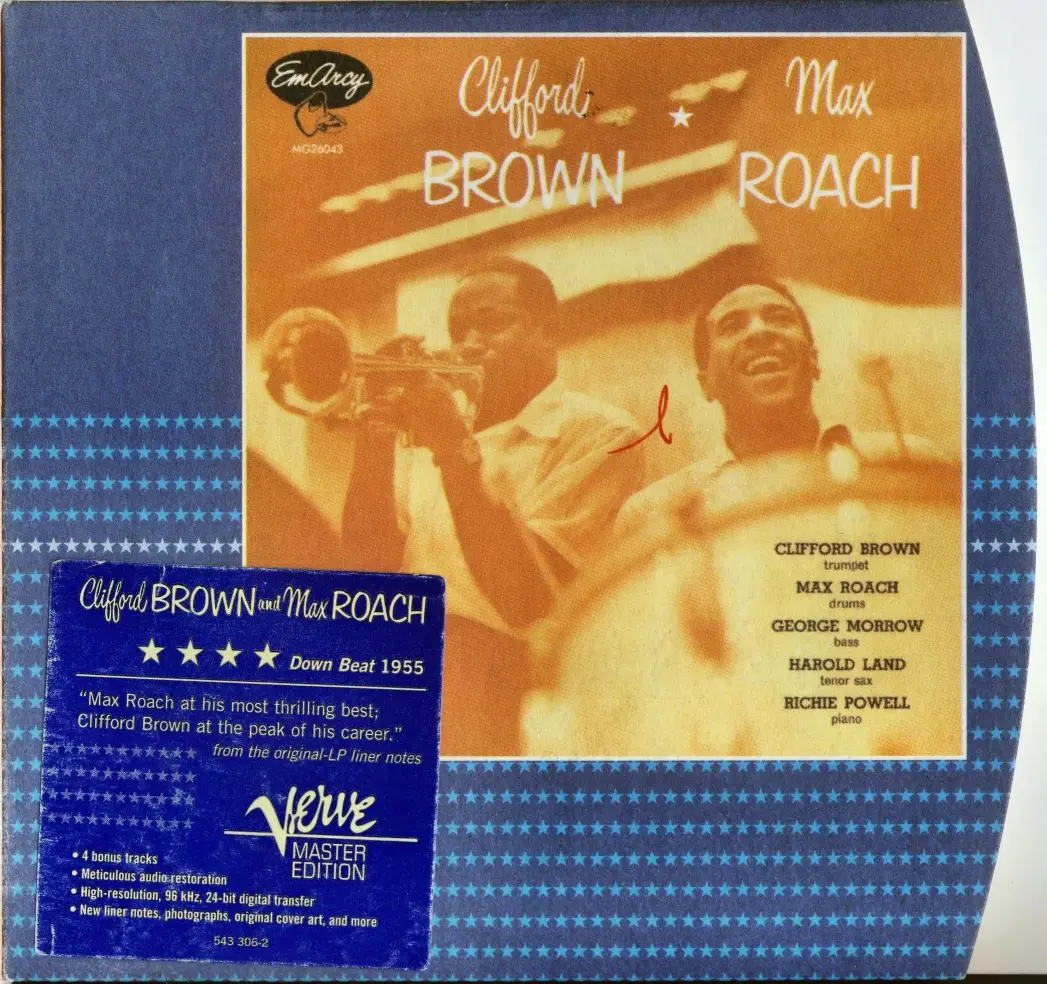 EmArcy
MG26043
Clifford Max
BROWN ROACH
CLIFFORD BROWN
trumpet
MAX ROACH
drums
GEORGE MORROW
bass
HAROLD LAND
tenor sax
RICHIE POWELL
piano
Clifford BROWN and Max ROACH
★★★★ Down Beat 1955
“Max Roach at his most thrilling best;
Clifford Brown at the peak of his career.”
from the original-LP liner notes
Verve
MASTER
EDITION
• 4 bonus tracks
• Meticulous audio restoration
• High-resolution, 96 kHz, 24-bit digital transfer
• New liner notes, photographs, original cover art, and more
543 306-2